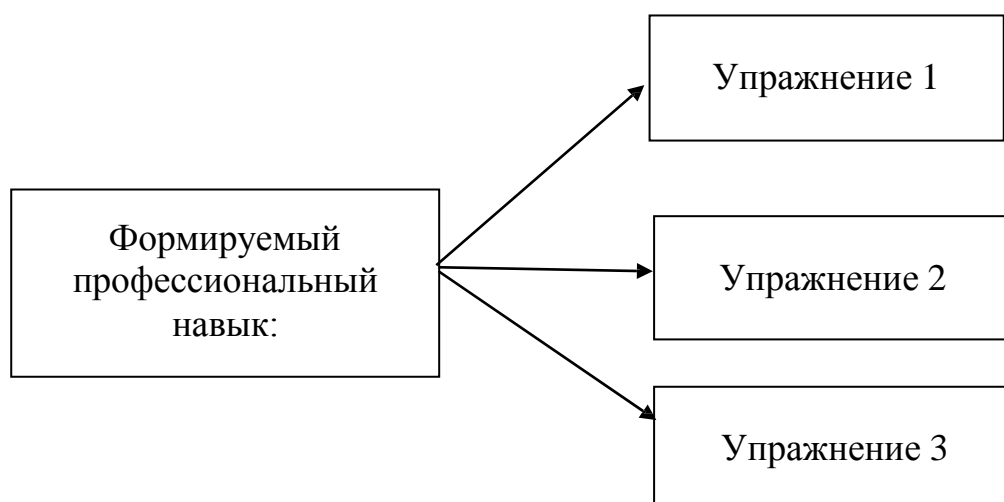 Упражнение 1
Формируемый
профессиональный
навык:
Упражнение 2
Упражнение 3